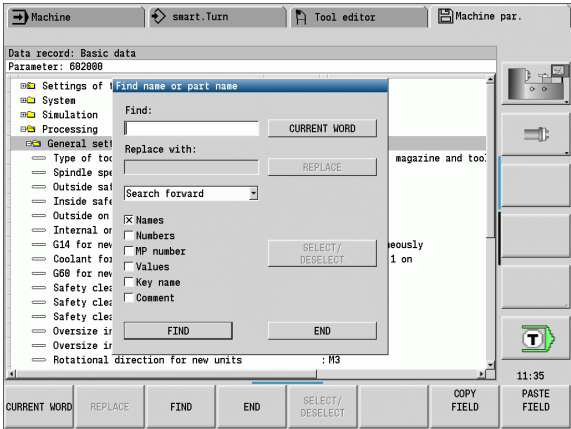 Machine
smart.Turn
Tool editor
Machine par.
Data record: Basic data
Parameter: 602000
Settings of
System
Simulation
Processing
General set
Type of too
Spindle spe
Outside saf
Inside safe
Outside on
Internal on
G14 for new
Coolant for
G60 for new
Safety clea
Safety clea
Safety clea
Oversize in
Oversize in
Rotational direction for new units : M3
magazine and tool
neously
1 on
Find name or part name
Find:
CURRENT WORD
Replace with:
REPLACE
Search forward
Names
Numbers
MP number
Values
Key name
Comment
SELECT/
DESELECT
FIND
END
T
11:35
CURRENT WORD
REPLACE
FIND
END
SELECT/
DESELECT
COPY
FIELD
PASTE
FIELD